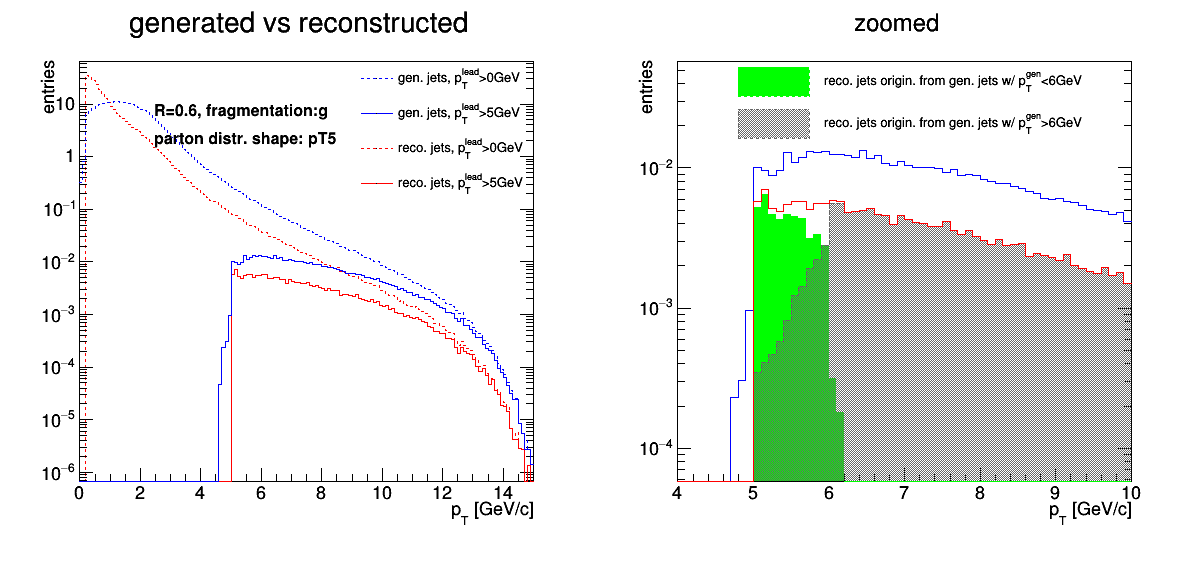 generated vs reconstructed
entries
gen. jets, p_T^lead>0GeV
gen. jets, p_T^lead>5GeV
reco. jets, p_T^lead>0GeV
reco. jets, p_T^lead>5GeV
R=0.6, fragmentation:g
parton distr. shape: pT5
10
1
10^−1
10^−2
10^−3
10^−4
10^−5
10^−6
0 2 4 6 8 10 12 14
p_T [GeV/c]
zoomed
entries
reco. jets origin. from gen. jets w/ p_T^gen<6GeV
reco. jets origin. from gen. jets w/ p_T^gen>6GeV
10^−2
10^−3
10^−4
4 5 6 7 8 9 10
p_T [GeV/c]